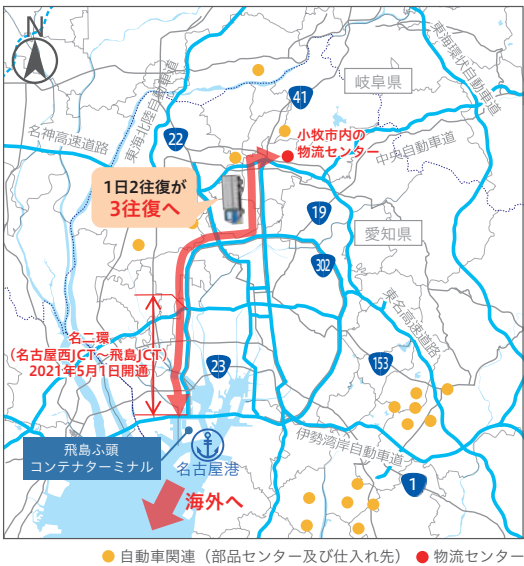 N
岐阜県
東海環状自動車道
41
東海北陸自動車道
名神高速道路
22
小牧市内の
物流センター
中央自動車道
1日2往復が
3往復へ
19
愛知県
302
東名高速道路
名二環
（名古屋西JCT～飛島JCT）
2021年5月1日開通
23
153
飛島ふ頭
コンテナターミナル
名古屋港
伊勢湾岸自動車道
1
海外へ
自動車関連（部品センター及び仕入れ先）
物流センター